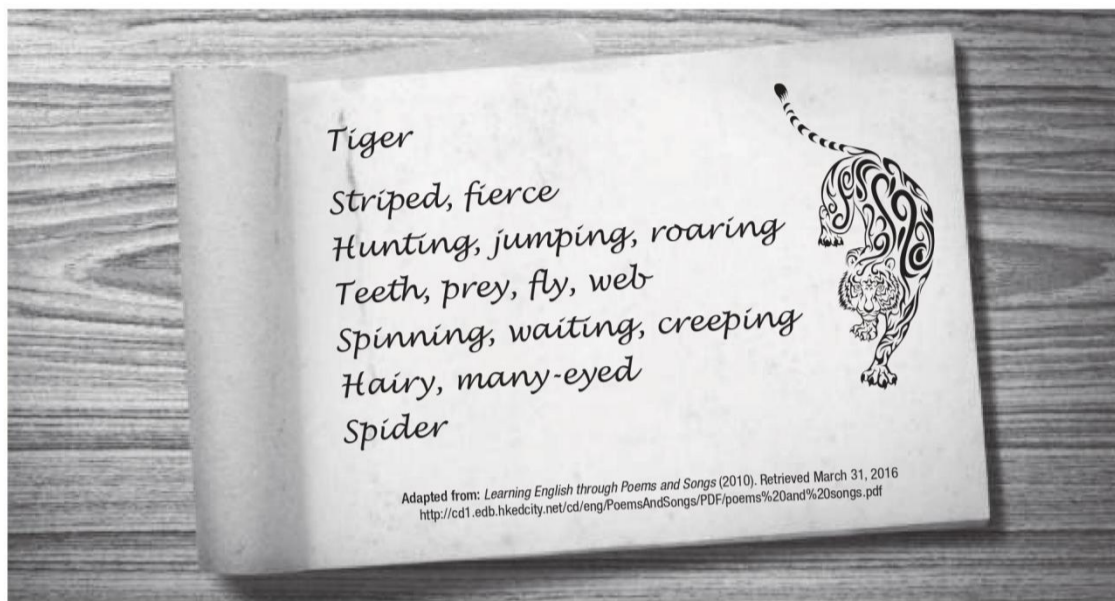 Tiger
Striped, fierce
Hunting, jumping, roaring
Teeth, prey, fly, web
Spinning, waiting, creeping
Hairy, many-eyed
Spider
Adapted from: Learning English through Poems and Songs (2010). Retrieved March 31, 2016
http://cd1.edb.hkedcity.net/cd/eng/PoemsAndSongs/PDF/poems%20and%20songs.pdf